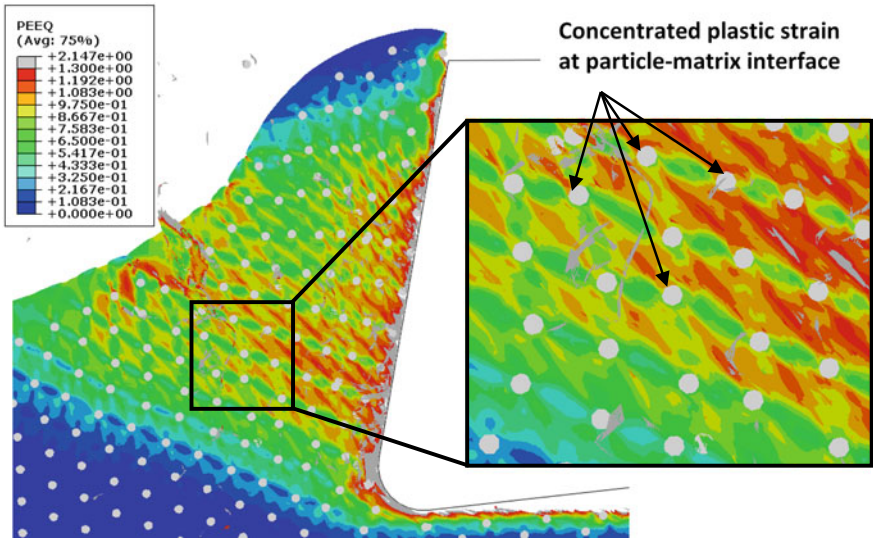 PEEQ
(Avg: 75%)
+2.147e+00
+1.300e+00
+1.192e+00
+1.083e+00
+9.750e-01
+8.667e-01
+7.583e-01
+6.500e-01
+5.417e-01
+4.333e-01
+3.250e-01
+2.167e-01
+1.083e-01
+0.000e+00
Concentrated plastic strain
at particle-matrix interface